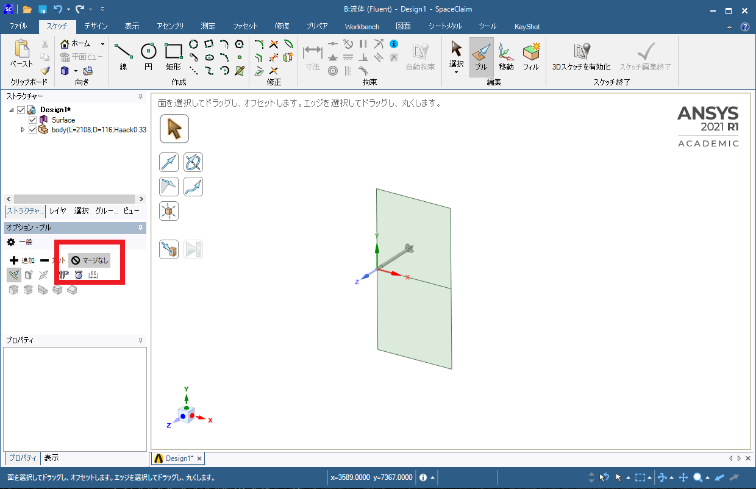 B:流体 (Fluent) - Design1 - SpaceClaim
ファイル スケッチ デザイン 表示 アセンブリ 測定 ファセット 修復 プリペア Workbench 図面 シートメタル ツール KeyShot
ペースト ホーム 平面ビュー 線 円 矩形 寸法 自動拘束 選択 プル 移動 フィル 3Dスケッチを有効化 スケッチ編集終了
クリップボード 向き 作成 修正 拘束 編集 スケッチ終了
ストラクチャー
Design1*
Surface
body(L=2108,D=116,Haack0.33
ストラクチャ... レイヤ 選択 グルー... ビュー
オプション - プル
一般
追加 カット マージなし
プロパティ
プロパティ 表示
面を選択してドラッグし、オフセットします。エッジを選択してドラッグし、丸くします。
ANSYS
2021 R1
ACADEMIC
Y
X
Z
Y
X
Z
Design1*
面を選択してドラッグし、オフセットします。エッジを選択してドラッグし、丸くします。 x=3589.0000 y=7367.0000